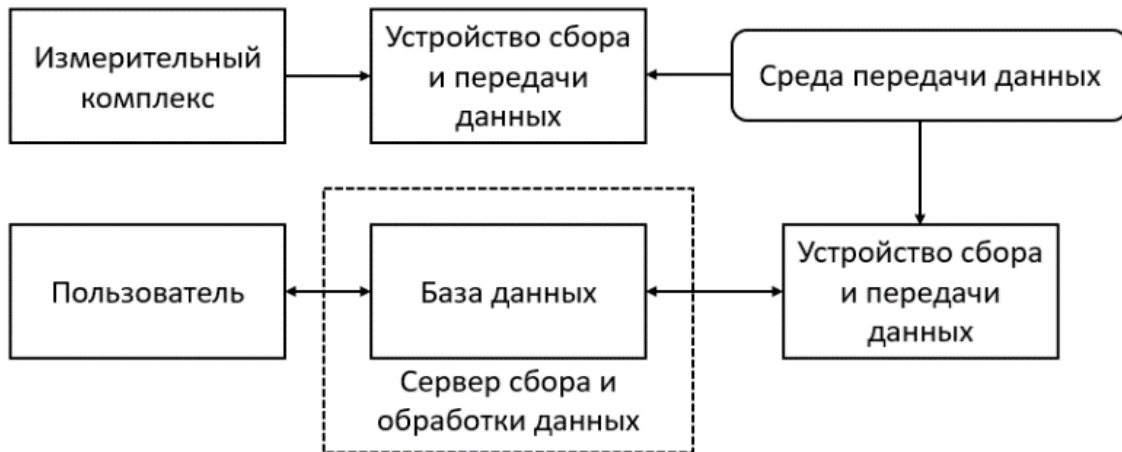 Измерительный
комплекс
Устройство сбора
и передачи
данных
Среда передачи данных
Пользователь
База данных
Сервер сбора и
обработки данных
Устройство сбора
и передачи
данных